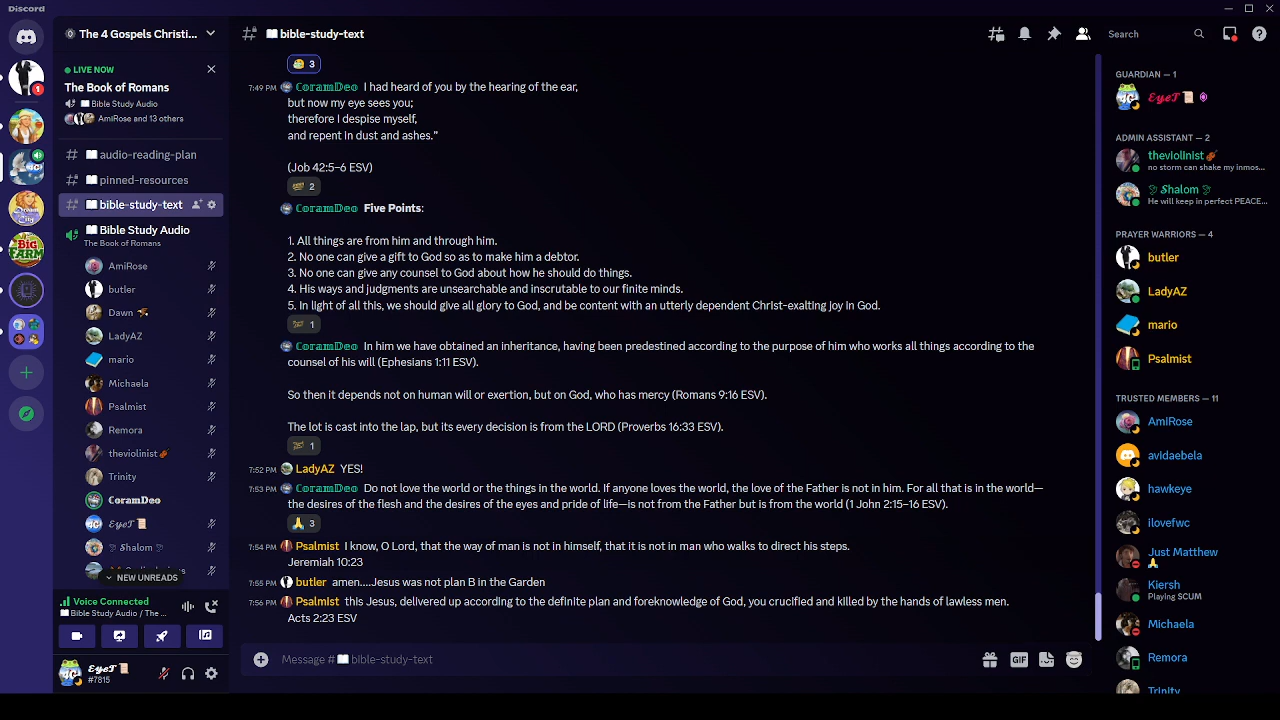 Discord
The 4 Gospels Christi...
bible-study-text
Search
LIVE NOW
The Book of Romans
Bible Study Audio
AmiRose and 13 others
audio-reading-plan
pinned-resources
bible-study-text
Bible Study Audio
The Book of Romans
AmiRose
butler
Dawn
LadyAZ
mario
Michaela
Psalmist
Remora
theviolinist
Trinity
CoramDeo
EyeT
Shalom
NEW UNREADS
Voice Connected
Bible Study Audio / The ...
EyeT
#7815
1
3
7:49 PM CoramDeo I had heard of you by the hearing of the ear,
but now my eye sees you;
therefore I despise myself,
and repent in dust and ashes.”
(Job 42:5–6 ESV)
2
CoramDeo Five Points:
1. All things are from him and through him.
2. No one can give a gift to God so as to make him a debtor.
3. No one can give any counsel to God about how he should do things.
4. His ways and judgments are unsearchable and inscrutable to our finite minds.
5. In light of all this, we should give all glory to God, and be content with an utterly dependent Christ-exalting joy in God.
1
CoramDeo In him we have obtained an inheritance, having been predestined according to the purpose of him who works all things according to the
counsel of his will (Ephesians 1:11 ESV).
So then it depends not on human will or exertion, but on God, who has mercy (Romans 9:16 ESV).
The lot is cast into the lap, but its every decision is from the LORD (Proverbs 16:33 ESV).
1
7:52 PM LadyAZ YES!
7:53 PM CoramDeo Do not love the world or the things in the world. If anyone loves the world, the love of the Father is not in him. For all that is in the world—
the desires of the flesh and the desires of the eyes and pride of life—is not from the Father but is from the world (1 John 2:15–16 ESV).
3
7:54 PM Psalmist I know, O Lord, that the way of man is not in himself, that it is not in man who walks to direct his steps.
Jeremiah 10:23
7:55 PM butler amen....Jesus was not plan B in the Garden
7:56 PM Psalmist this Jesus, delivered up according to the definite plan and foreknowledge of God, you crucified and killed by the hands of lawless men.
Acts 2:23 ESV
Message #bible-study-text
GIF
GUARDIAN — 1
EyeT
ADMIN ASSISTANT — 2
theviolinist
no storm can shake my inmos...
Shalom
He will keep in perfect PEACE...
PRAYER WARRIORS — 4
butler
LadyAZ
mario
Psalmist
TRUSTED MEMBERS — 11
AmiRose
avidaebela
hawkeye
ilovefwc
Just Matthew
Kiersh
Playing SCUM
Michaela
Remora
Trinity